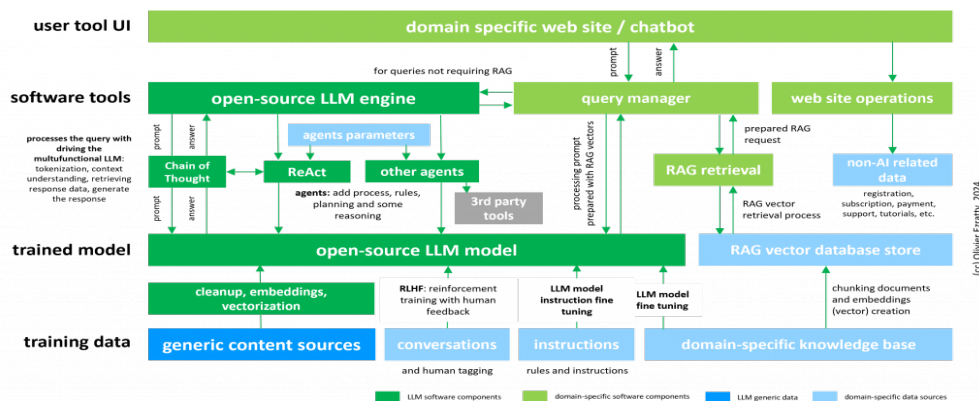 user tool UI
domain specific web site / chatbot
for queries not requiring RAG
prompt
answer
software tools
open-source LLM engine
query manager
web site operations
processes the query with
driving the
multufunctional LLM:
tokenization, context
understanding, retrieving
response data, generate
the response
prompt
answer
agents parameters
processing prompt
prepared with RAG vectors
prepared RAG
request
Chain of
Thought
ReAct
other agents
RAG retrieval
non-AI related
data
prompt
answer
agents: add process, rules,
planning and some
reasoning
3rd party
tools
RAG vector
retrieval process
registration,
subscription, payment,
support, tutorials, etc.
trained model
open-source LLM model
RAG vector database store
cleanup, embeddings,
vectorization
RLHF: reinforcement
training with human
feedback
LLM model
instruction fine
tuning
LLM model
fine tuning
chunking documents
and embeddings
(vector) creation
training data
generic content sources
conversations
instructions
domain-specific knowledge base
and human tagging
rules and instructions
LLM software components
domain-specific software components
LLM generic data
domain-specific data sources
(cc) Olivier Ezratty, 2024